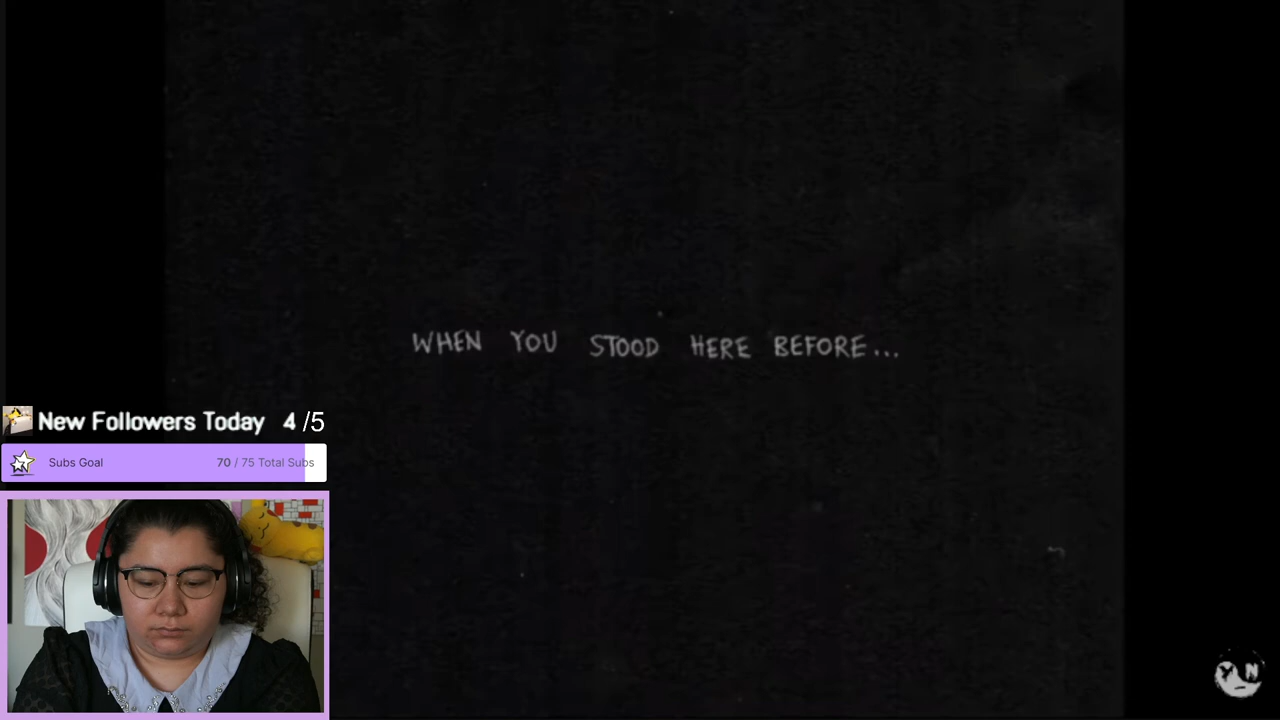 WHEN YOU STOOD HERE BEFORE...
New Followers Today 4 /5
Subs Goal 70 / 75 Total Subs
Y N